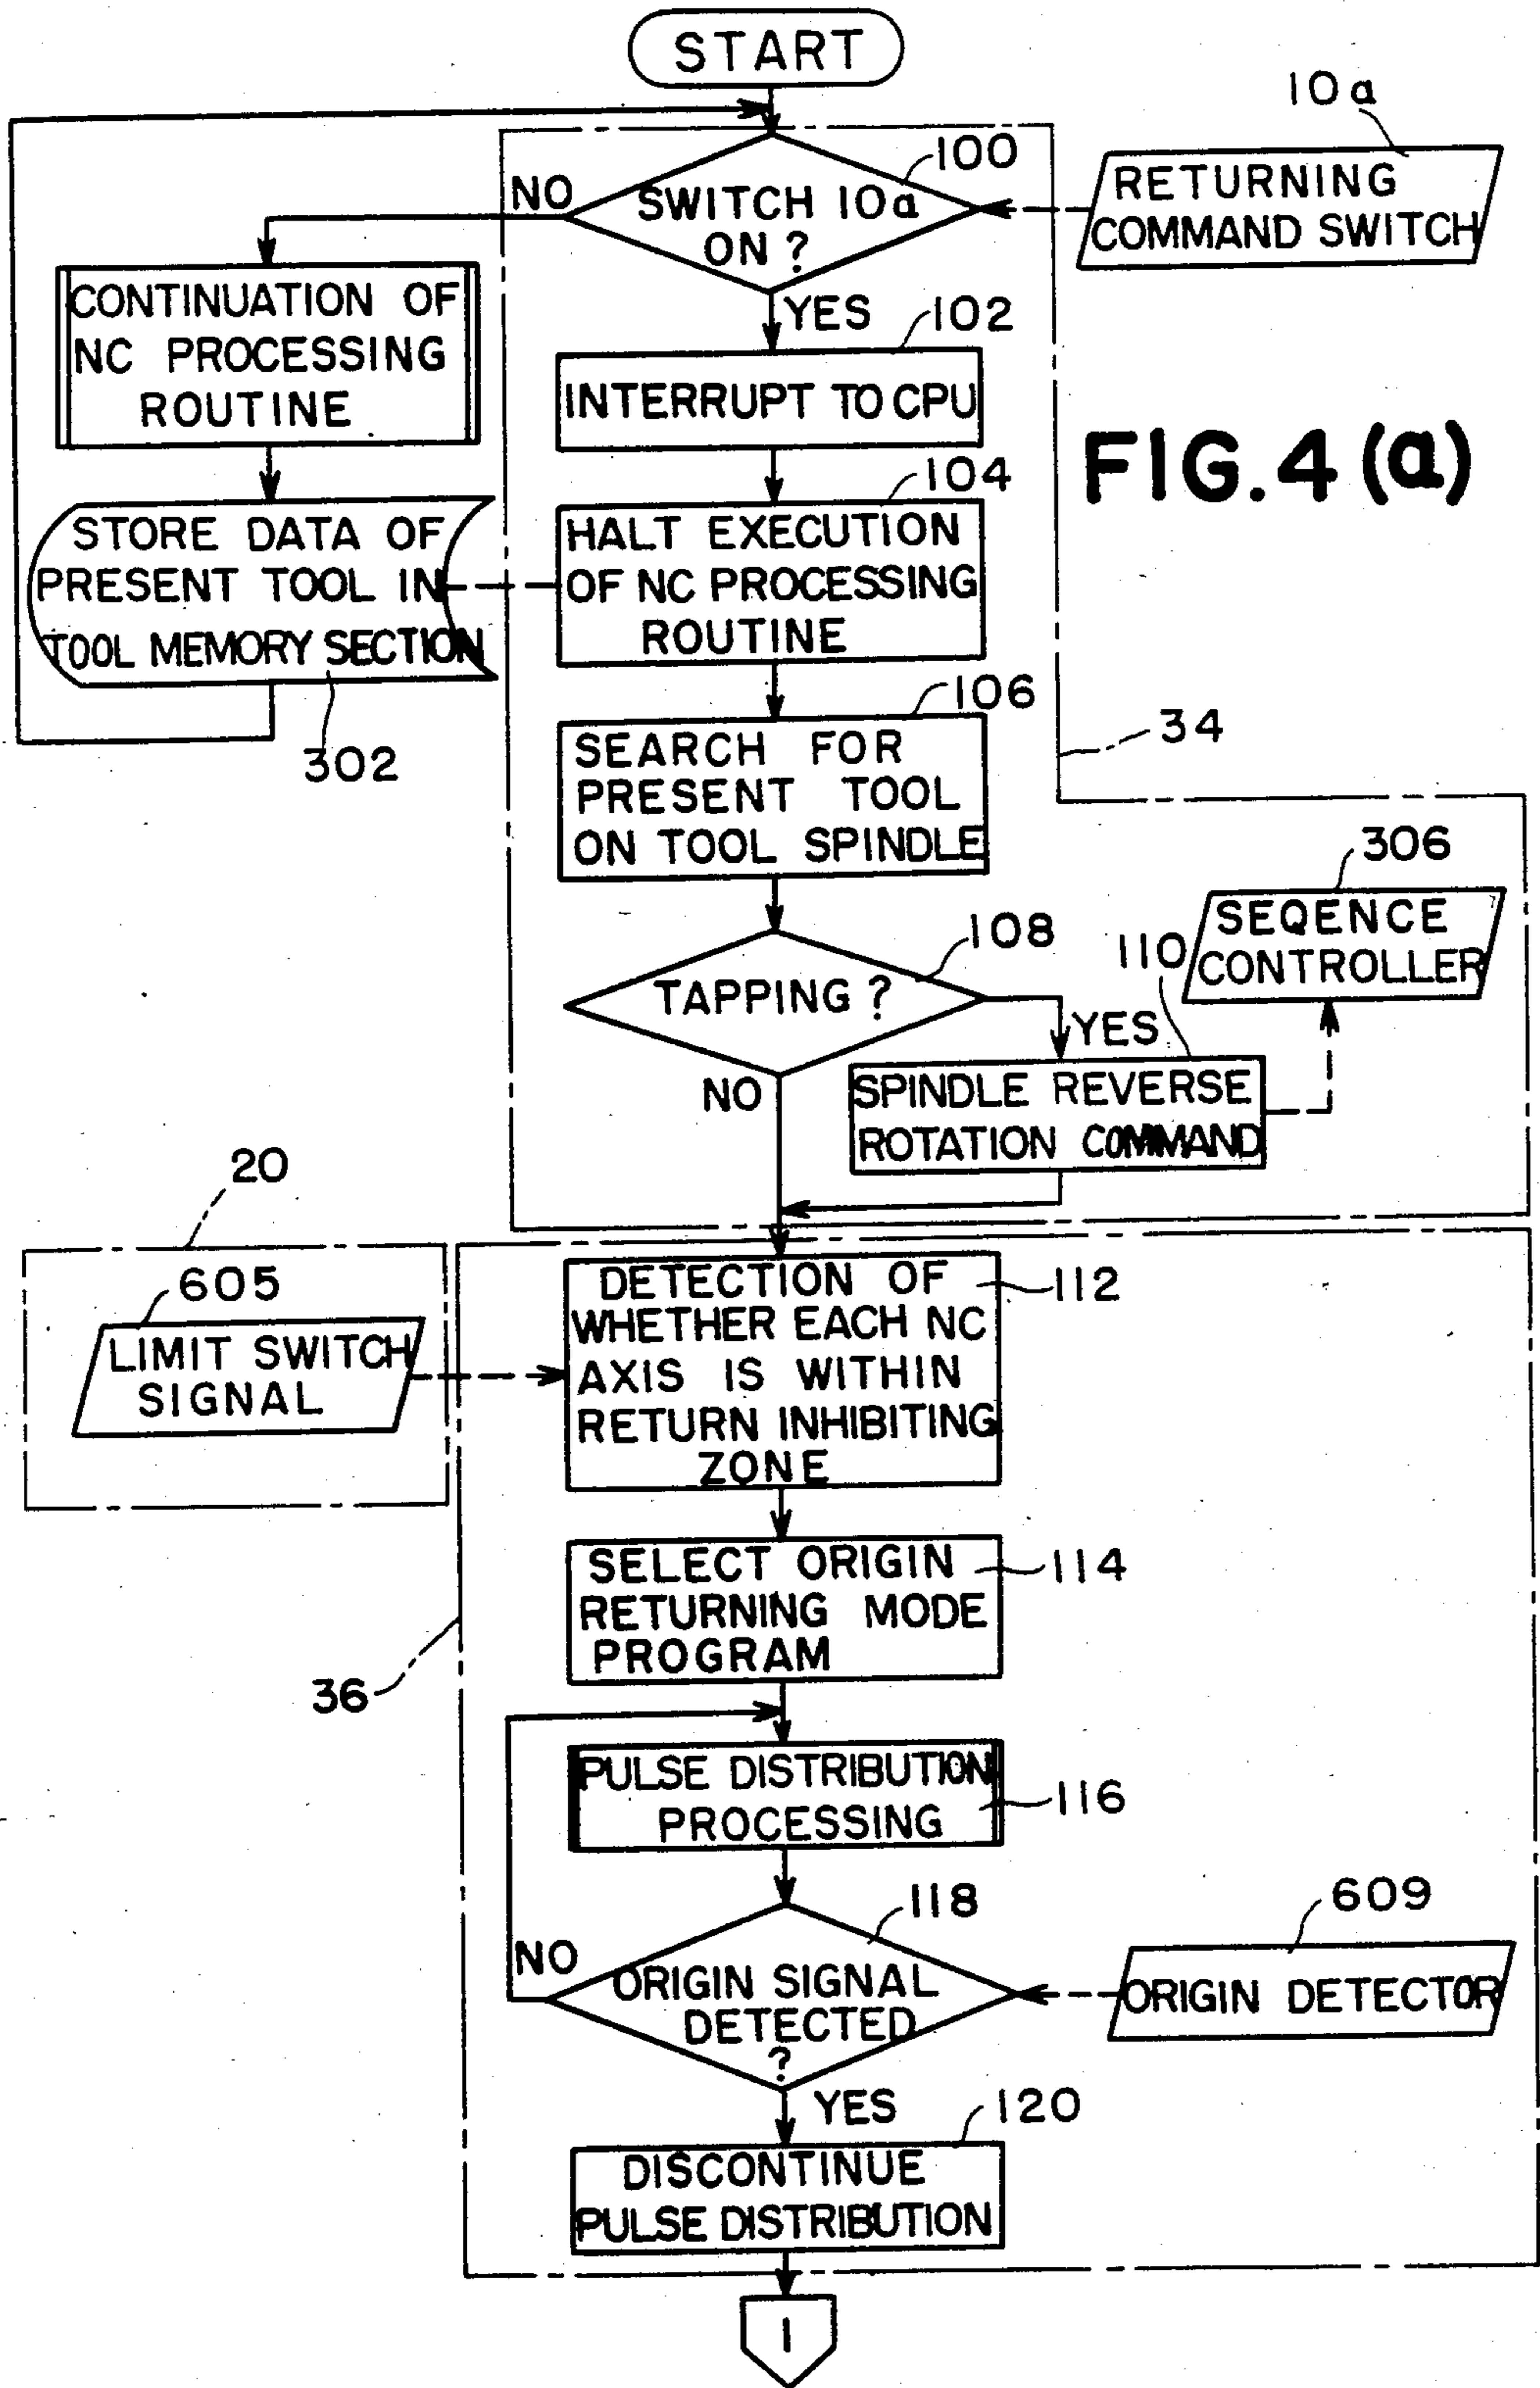 START
10a
100
RETURNING
COMMAND SWITCH
NO
SWITCH 10a
ON ?
YES
102
CONTINUATION OF
NC PROCESSING
ROUTINE
INTERRUPT TO CPU
FIG. 4 (a)
104
STORE DATA OF
PRESENT TOOL IN
TOOL MEMORY SECTION
302
HALT EXECUTION
OF NC PROCESSING
ROUTINE
106
34
SEARCH FOR
PRESENT TOOL
ON TOOL SPINDLE
306
SEQENCE
CONTROLLER
108
110
TAPPING ?
YES
NO
SPINDLE REVERSE
ROTATION COMMAND
20
605
LIMIT SWITCH
SIGNAL
DETECTION OF
WHETHER EACH NC
AXIS IS WITHIN
RETURN INHIBITING
ZONE
112
SELECT ORIGIN
RETURNING MODE
PROGRAM
114
36
PULSE DISTRIBUTION
PROCESSING
116
118
609
NO
ORIGIN SIGNAL
DETECTED
?
ORIGIN DETECTOR
YES
120
DISCONTINUE
PULSE DISTRIBUTION
1